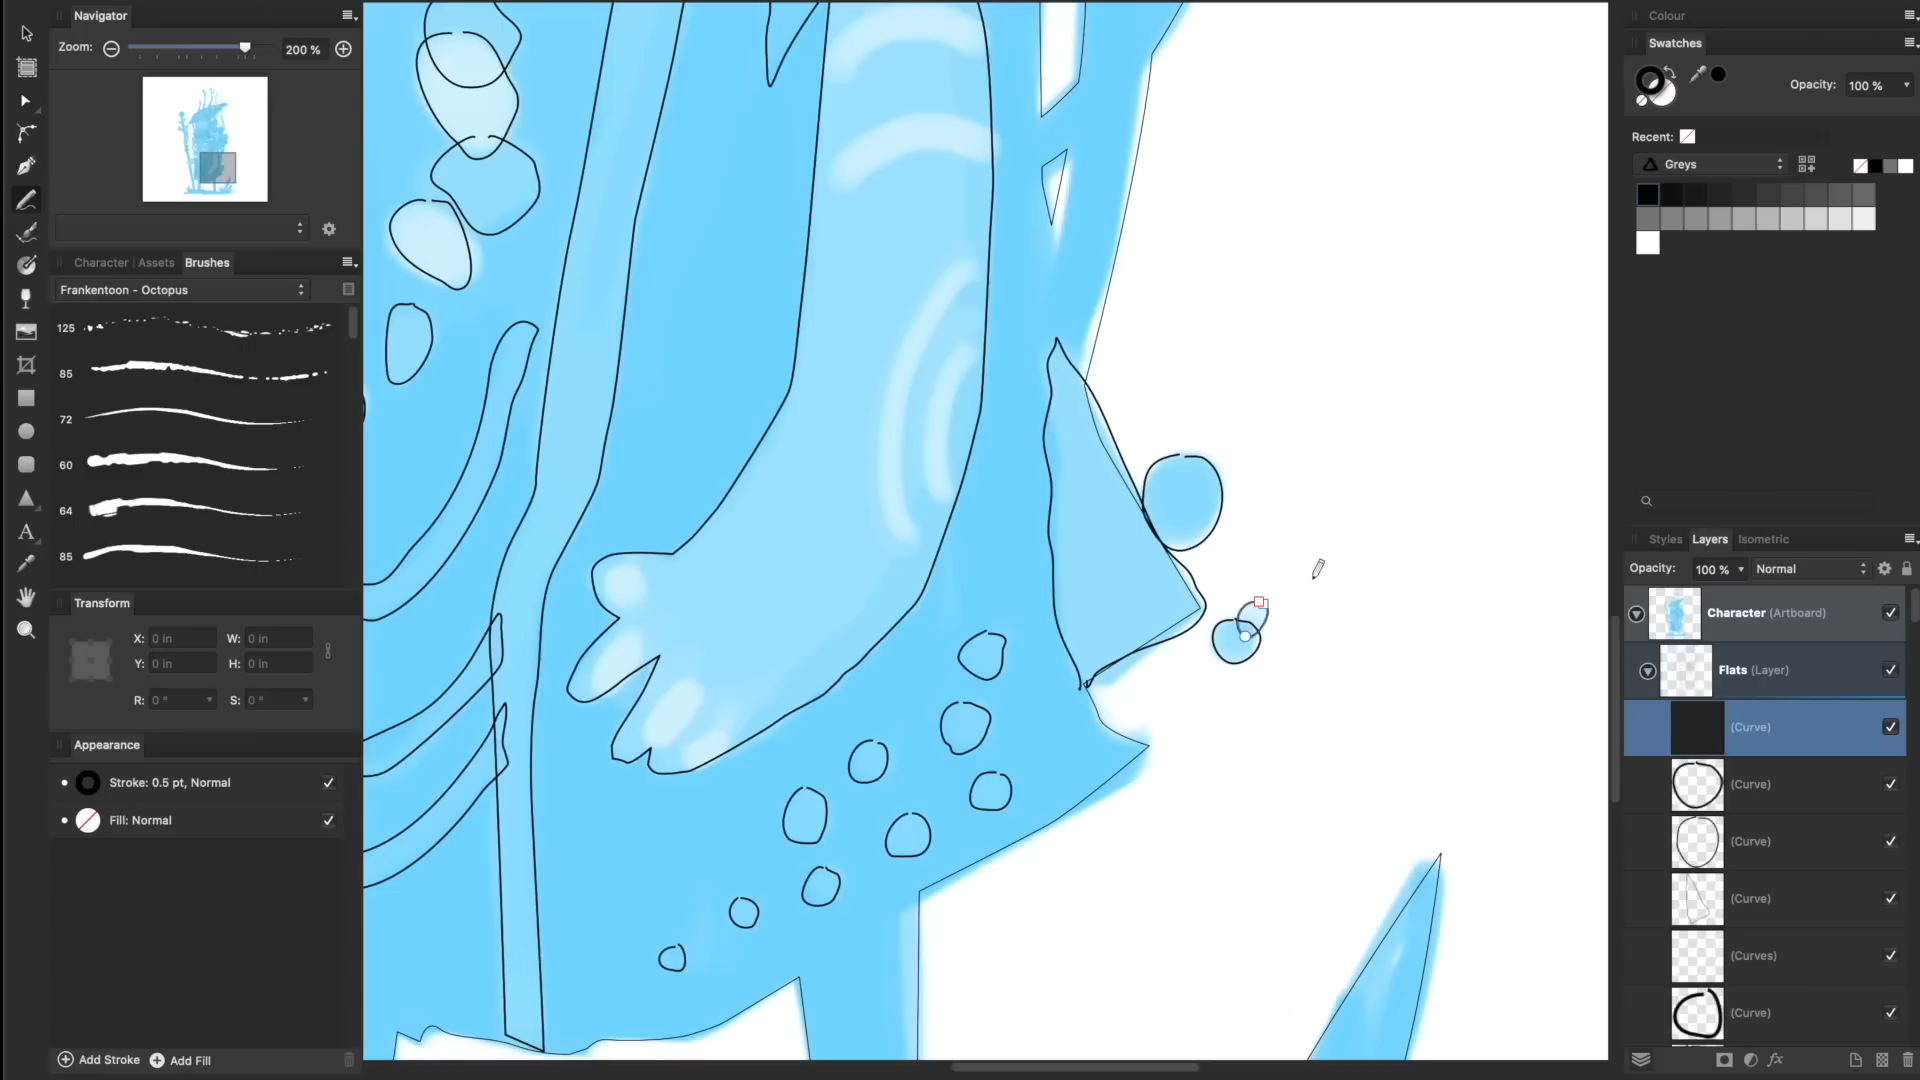 Navigator
Zoom:
200 %
Character
Assets
Brushes
Frankentoon - Octopus
125
85
72
60
64
85
Transform
X: 0 in
W: 0 in
Y: 0 in
H: 0 in
R: 0 °
S: 0 °
Appearance
Stroke: 0.5 pt, Normal
Fill: Normal
Add Stroke
Add Fill
Colour
Swatches
Opacity: 100 %
Recent:
Greys
Styles
Layers
Isometric
Opacity: 100 %
Normal
Character (Artboard)
Flats (Layer)
(Curve)
(Curve)
(Curve)
(Curve)
(Curves)
(Curve)
fx
A